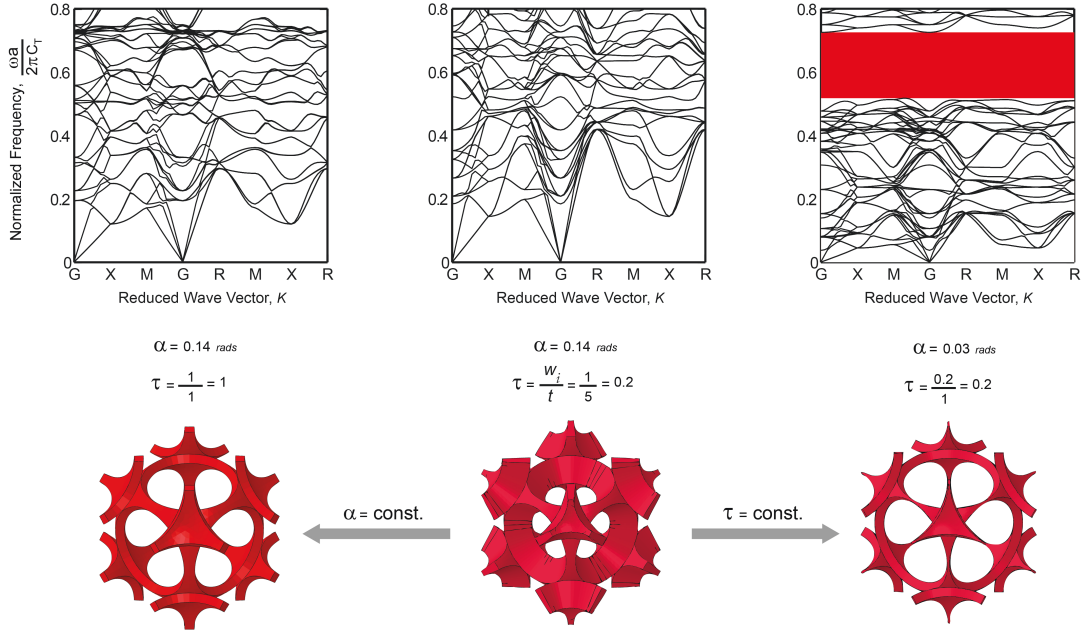 Normalized Frequency, ωa / 2πC_T
0.8
0.6
0.4
0.2
0
G X M G R M X R
Reduced Wave Vector, K
0.8
0.6
0.4
0.2
0
G X M G R M X R
Reduced Wave Vector, K
0.8
0.6
0.4
0.2
0
G X M G R M X R
Reduced Wave Vector, K
α = 0.14 rads
τ = 1/1 = 1
α = 0.14 rads
τ = w_i/t = 1/5 = 0.2
α = 0.03 rads
τ = 0.2/1 = 0.2
α = const.
τ = const.